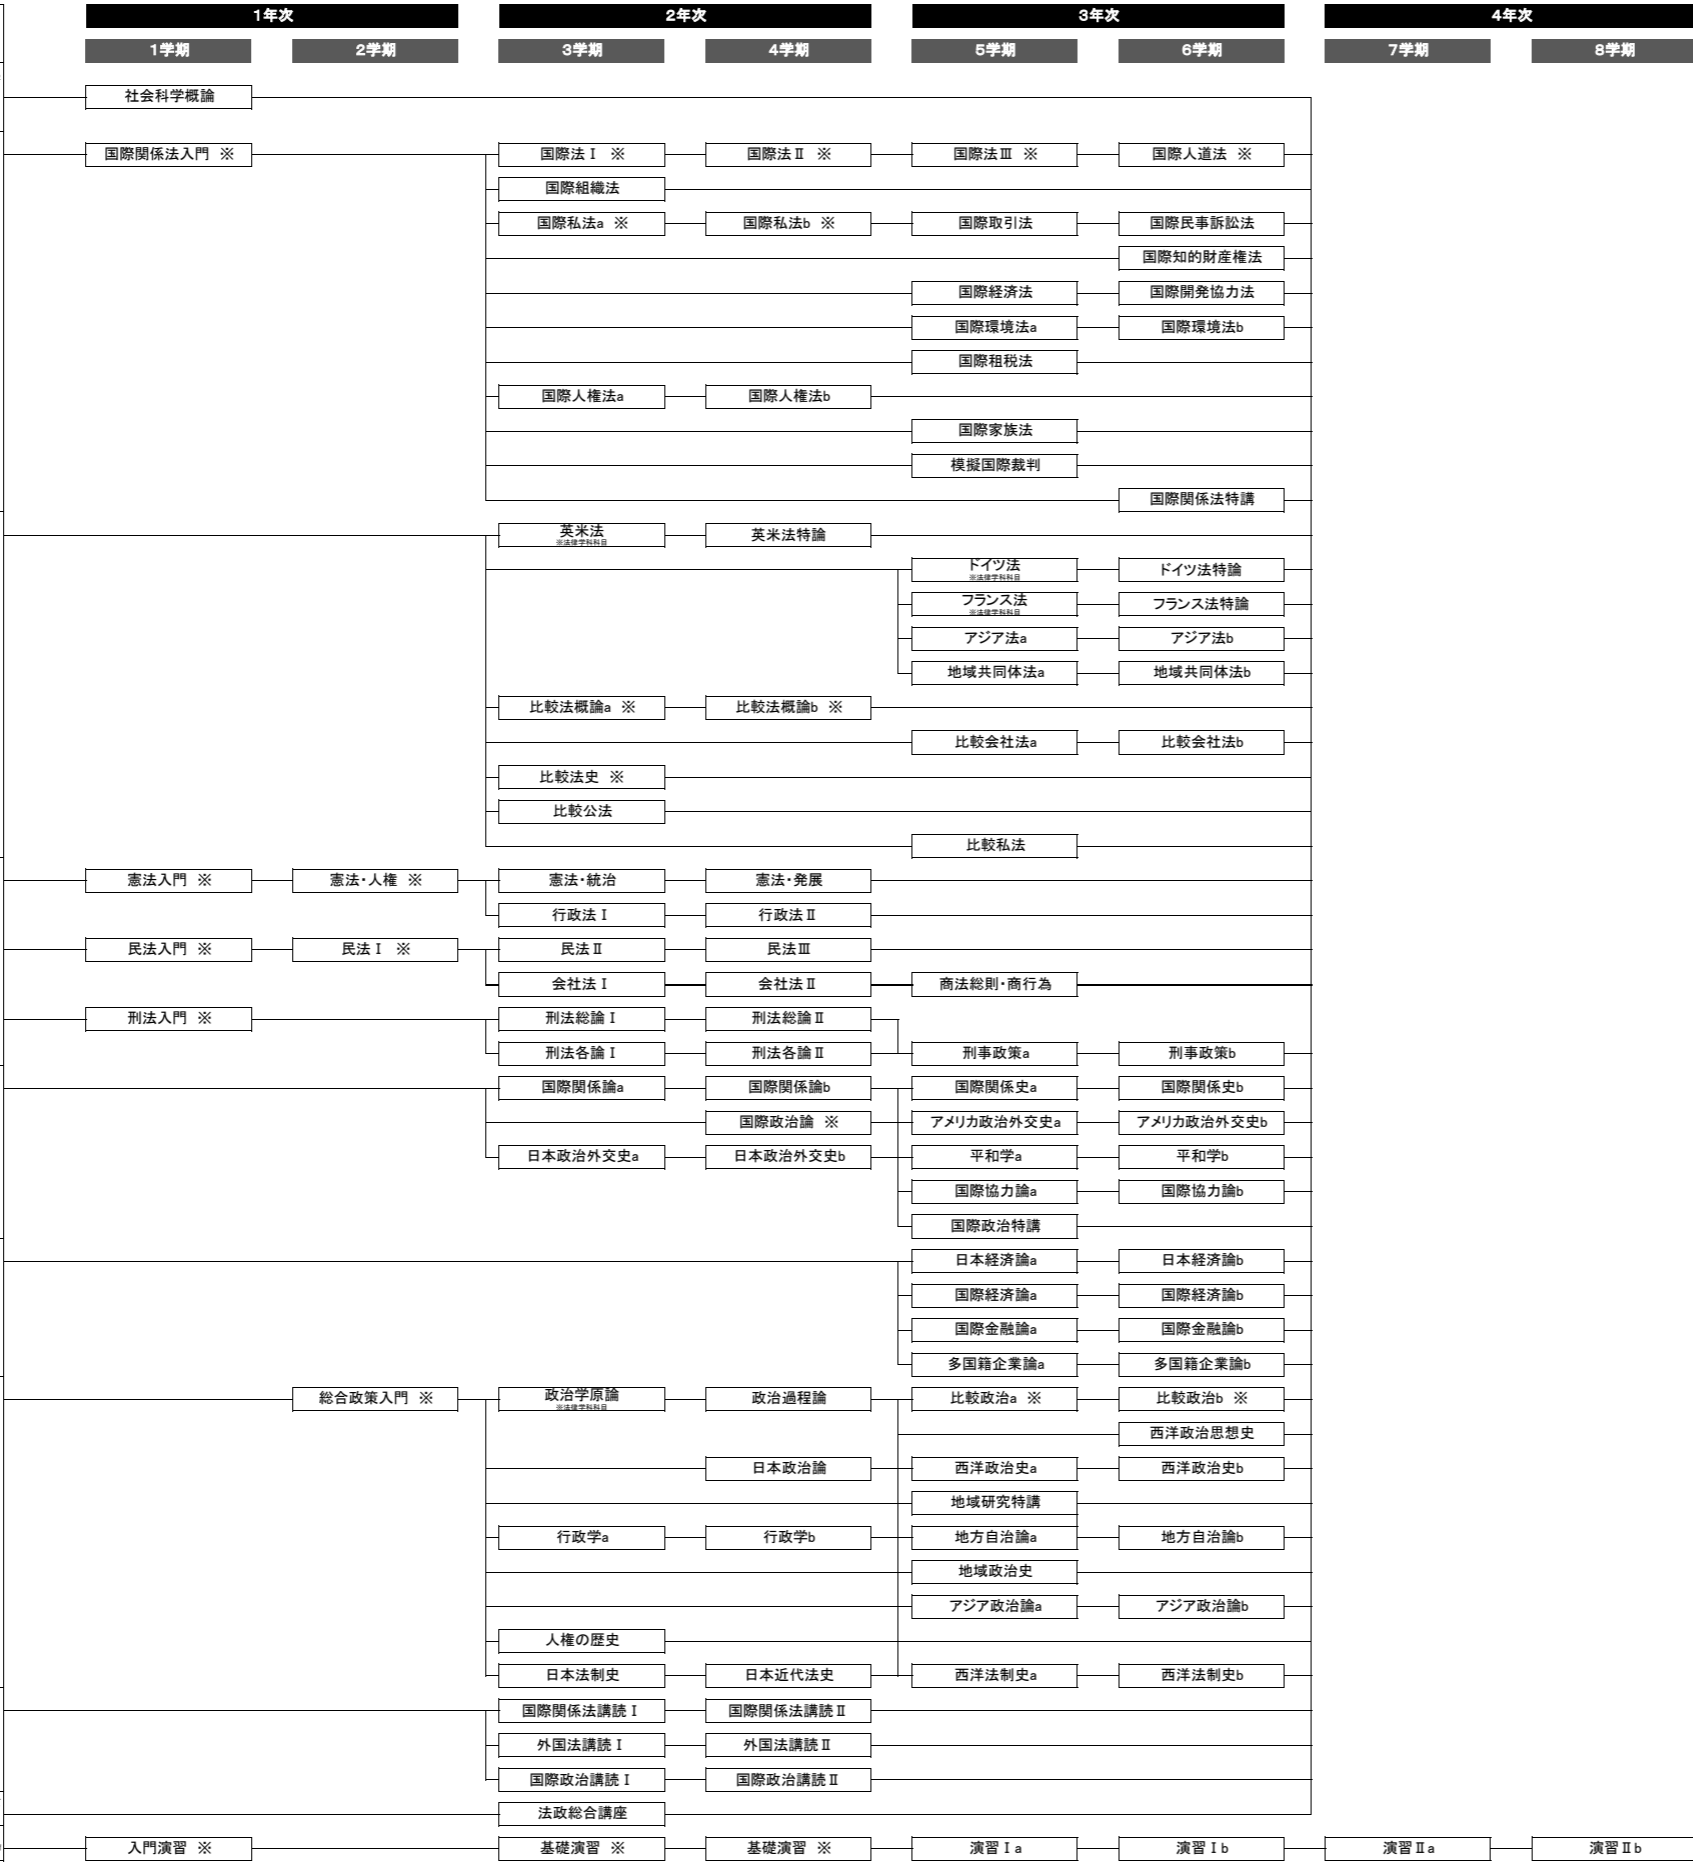 1年次 2年次 3年次 4年次
1学期 2学期 3学期 4学期 5学期 6学期 7学期 8学期
社会科学概論
国際関係法入門 ※ 国際法Ⅰ ※ 国際法Ⅱ ※ 国際法Ⅲ ※ 国際人道法 ※
国際組織法
国際私法a ※ 国際私法b ※ 国際取引法 国際民事訴訟法
国際知的財産権法
国際経済法 国際開発協力法
国際環境法a 国際環境法b
国際租税法
国際人権法a 国際人権法b
国際家族法
模擬国際裁判
国際関係法特講
英米法 英米法特論
※法律学科科目
ドイツ法 ドイツ法特論
※法律学科科目
フランス法 フランス法特論
※法律学科科目
アジア法a アジア法b
地域共同体法a 地域共同体法b
比較法概論a ※ 比較法概論b ※
比較会社法a 比較会社法b
比較法史 ※
比較公法
比較私法
憲法入門 ※ 憲法・人権 ※ 憲法・統治 憲法・発展
行政法Ⅰ 行政法Ⅱ
民法入門 ※ 民法Ⅰ ※ 民法Ⅱ 民法Ⅲ
会社法Ⅰ 会社法Ⅱ 商法総則・商行為
刑法入門 ※ 刑法総論Ⅰ 刑法総論Ⅱ
刑法各論Ⅰ 刑法各論Ⅱ 刑事政策a 刑事政策b
国際関係論a 国際関係論b 国際関係史a 国際関係史b
国際政治論 ※ アメリカ政治外交史a アメリカ政治外交史b
日本政治外交史a 日本政治外交史b 平和学a 平和学b
国際協力論a 国際協力論b
国際政治特講
日本経済論a 日本経済論b
国際経済論a 国際経済論b
国際金融論a 国際金融論b
多国籍企業論a 多国籍企業論b
総合政策入門 ※ 政治学原論 政治過程論 比較政治a ※ 比較政治b ※
※法律学科科目
西洋政治思想史
日本政治論 西洋政治史a 西洋政治史b
地域研究特講
行政学a 行政学b 地方自治論a 地方自治論b
地域政治史
アジア政治論a アジア政治論b
人権の歴史
日本法制史 日本近代法史 西洋法制史a 西洋法制史b
国際関係法講読Ⅰ 国際関係法講読Ⅱ
外国法講読Ⅰ 外国法講読Ⅱ
国際政治講読Ⅰ 国際政治講読Ⅱ
法政総合講座
入門演習 ※ 基礎演習 ※ 基礎演習 ※ 演習Ⅰa 演習Ⅰb 演習Ⅱa 演習Ⅱb